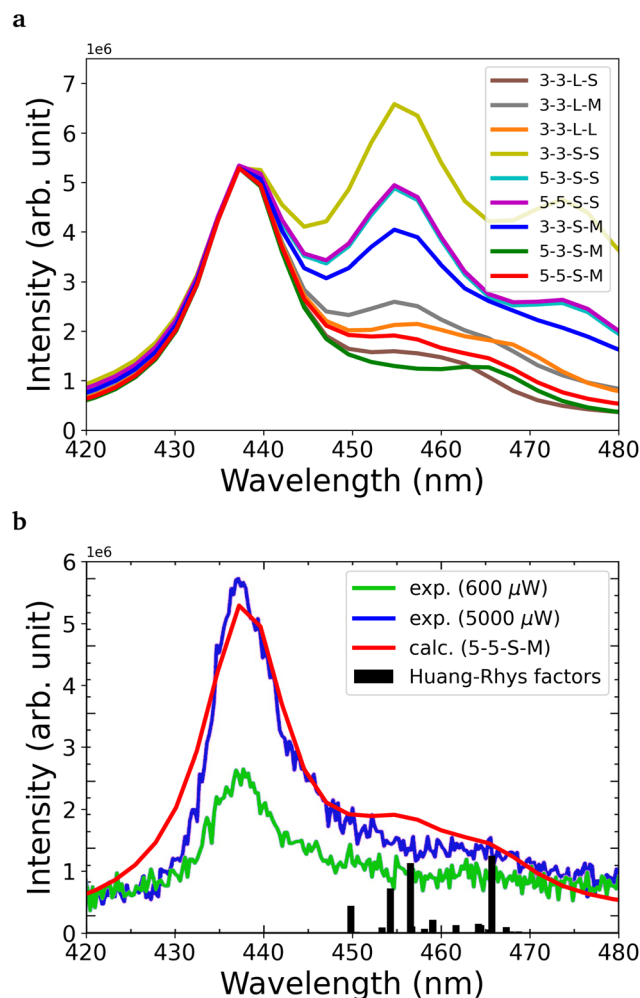 a
1e6
7
6
5
4
3
2
1
0
Intensity (arb. unit)
3-3-L-S
3-3-L-M
3-3-L-L
3-3-S-S
5-3-S-S
5-5-S-S
3-3-S-M
5-3-S-M
5-5-S-M
420 430 440 450 460 470 480
Wavelength (nm)
b
1e6
6
5
4
3
2
1
0
Intensity (arb. unit)
exp. (600 μW)
exp. (5000 μW)
calc. (5-5-S-M)
Huang-Rhys factors
420 430 440 450 460 470 480
Wavelength (nm)